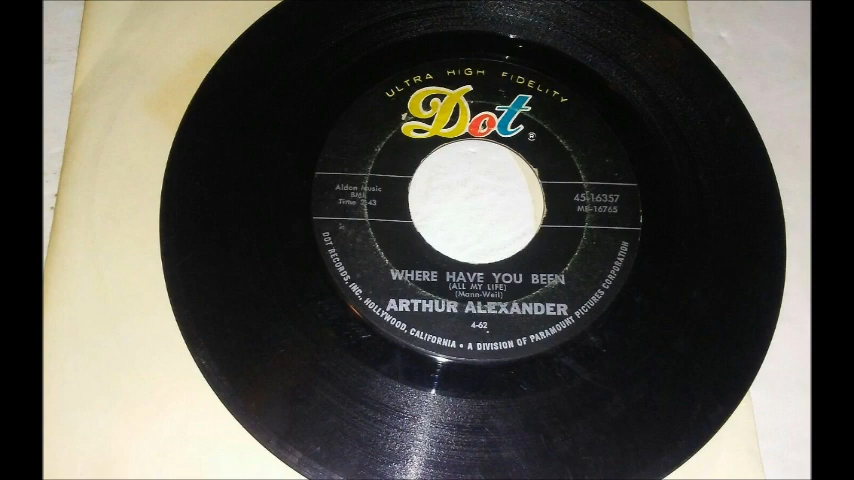 ULTRA HIGH FIDELITY
Dot®
Aldon Music
BMI
Time 2:43
45-16357
MB-16765
WHERE HAVE YOU BEEN
(ALL MY LIFE)
(Mann-Weil)
ARTHUR ALEXANDER
4-62
DOT RECORDS, INC., HOLLYWOOD, CALIFORNIA • A DIVISION OF PARAMOUNT PICTURES CORPORATION